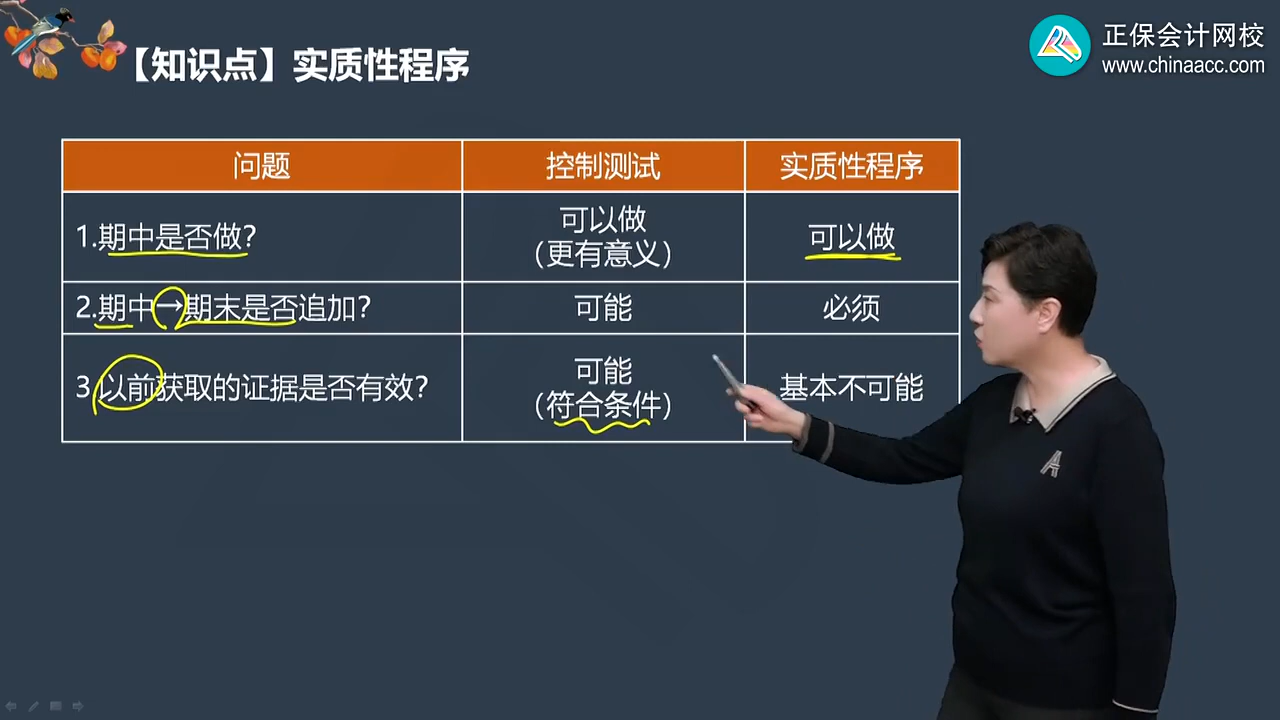 【知识点】实质性程序
正保会计网校
www.chinaacc.com
问题
控制测试
实质性程序
1.期中是否做?
可以做
(更有意义)
可以做
2.期中→期末是否追加?
可能
必须
3.以前获取的证据是否有效?
可能
(符合条件)
基本不可能
A